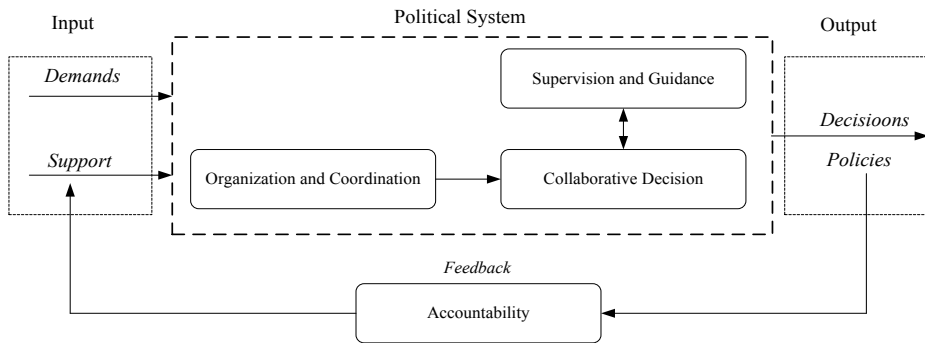 Political System
Input
Output
Demands
Supervision and Guidance
Decisioons
Support
Policies
Organization and Coordination
Collaborative Decision
Feedback
Accountability